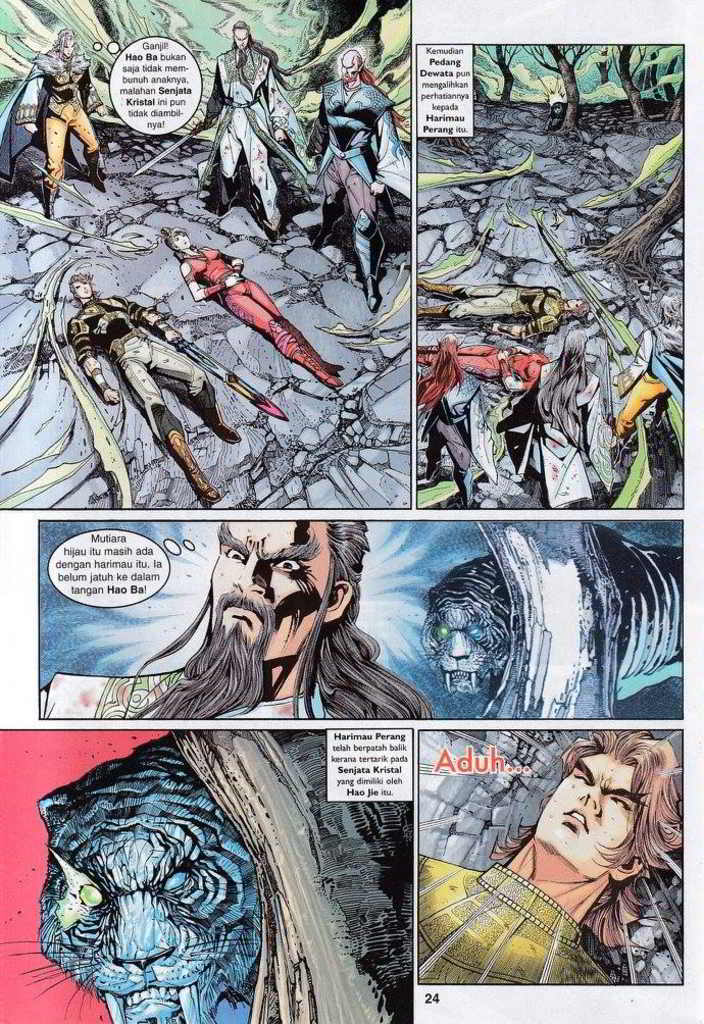 Ganjil!
Hao Ba bukan
saja tidak mem-
bunuh anaknya,
malahan Senjata
Kristal ini pun
tidak diambil-
nya!
Kemudian
Pedang
Dewata pun
mengalihkan
perhatiannya
kepada
Harimau
Perang itu.
Mutiara
hijau itu masih ada
dengan harimau itu. Ia
belum jatuh ke dalam
tangan Hao Ba!
Harimau Perang
telah berpatah balik
kerana tertarik pada
Senjata Kristal
yang dimiliki oleh
Hao Jie itu.
Aduh...
24